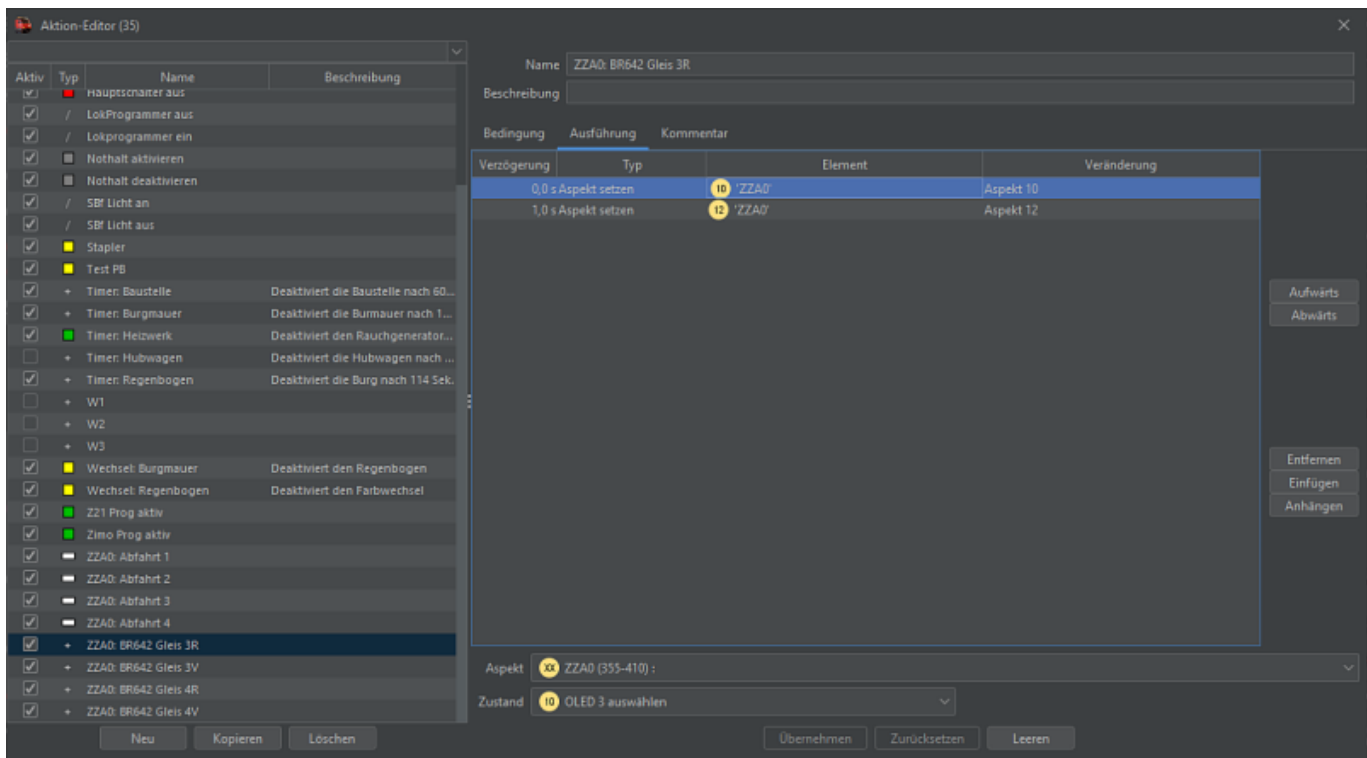 Aktion-Editor (35)
Name ZZA0: BR642 Gleis 3R
Beschreibung
Bedingung Ausführung Kommentar
Aktiv Typ Name Beschreibung
Hauptschalter aus
/ LokProgrammer aus
/ Lokprogrammer ein
Nothalt aktivieren
Nothalt deaktivieren
/ SBf Licht an
/ SBf Licht aus
Stapler
Test PB
+ Timer: Baustelle Deaktiviert die Baustelle nach 60...
+ Timer: Burgmauer Deaktiviert die Burmauer nach 1...
Timer: Heizwerk Deaktiviert den Rauchgenerator...
+ Timer: Hubwagen Deaktiviert die Hubwagen nach ...
+ Timer: Regenbogen Deaktiviert die Burg nach 114 Sek.
+ W1
+ W2
+ W3
Wechsel: Burgmauer Deaktiviert den Regenbogen
Wechsel: Regenbogen Deaktiviert den Farbwechsel
Z21 Prog aktiv
Zimo Prog aktiv
ZZA0: Abfahrt 1
ZZA0: Abfahrt 2
ZZA0: Abfahrt 3
ZZA0: Abfahrt 4
+ ZZA0: BR642 Gleis 3R
+ ZZA0: BR642 Gleis 3V
+ ZZA0: BR642 Gleis 4R
+ ZZA0: BR642 Gleis 4V
Neu Kopieren Löschen
Verzögerung Typ Element Veränderung
0,0 s Aspekt setzen 10 'ZZA0' Aspekt 10
1,0 s Aspekt setzen 12 'ZZA0' Aspekt 12
Aufwärts
Abwärts
Entfernen
Einfügen
Anhängen
Aspekt XX ZZA0 (355-410) :
Zustand 10 OLED 3 auswählen
Übernehmen Zurücksetzen Leeren